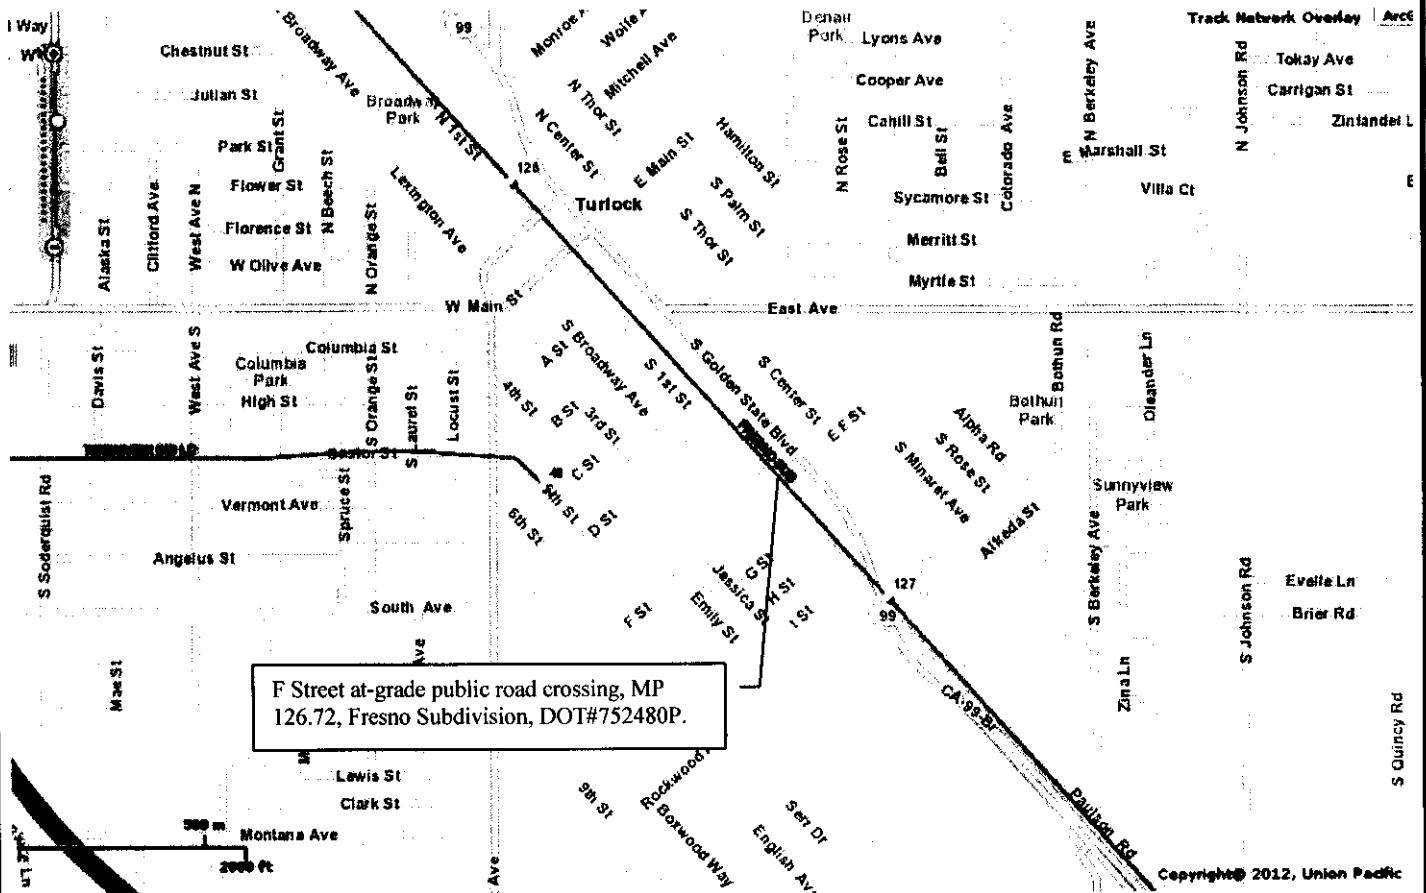 l Way
Broadway Ave
99
Monroe
Wolfe
Mitchell Ave
Denair
Park
Lyons Ave
N Berkeley Ave
Track Network Overlay
N Johnson Rd
Tokay Ave
Chestnut St
Julian St
N Thor St
Cooper Ave
Carrigan St
Broadw
Park
N 1st St
N Center St
Hamilton St
Cahill St
Zinfandel L
Park St
Grant St
E Main St
N Rose St
Bell St
Colorado Ave
E Marshall St
126
Flower St
N Beech St
Lexington Ave
S Palm St
Sycamore St
Villa Ct
Turlock
Clifford Ave
West Ave N
Alaska St
Florence St
N Orange St
S Thor St
Merritt St
W Olive Ave
Myrtle St
W Main St
East Ave
Davis St
West Ave S
Columbia St
Columbia
Park
High St
S Orange St
S Laurel St
Locust St
A St
S Broadway Ave
S 1st St
S Golden State Blvd
S Center St
E F St
Bothun Rd
Oleander Ln
Bothun
Park
4th St
B St
3rd St
C St
Alpha Rd
S Rose St
S Minaret Ave
Sunnyview
Park
S Soderquist Rd
Vermont Ave
Spruce St
6th St
D St
Alkeda St
S Berkeley Ave
Angelus St
G St
Jessica St
H St
127
S Johnson Rd
Evelle Ln
South Ave
F St
Emily St
I St
99
Brier Rd
Mae St
Ave
F Street at-grade public road crossing, MP
126.72, Fresno Subdivision, DOT#752480P.
CA-99-Br
Zina Ln
S Quincy Rd
Lewis St
Clark St
9th St
Rockwood
Boxwood Way
Serr Dr
English Av
Paulson Rd
500 m
Montana Ave
2000 ft
Ave
Copyright© 2012, Union Pacific